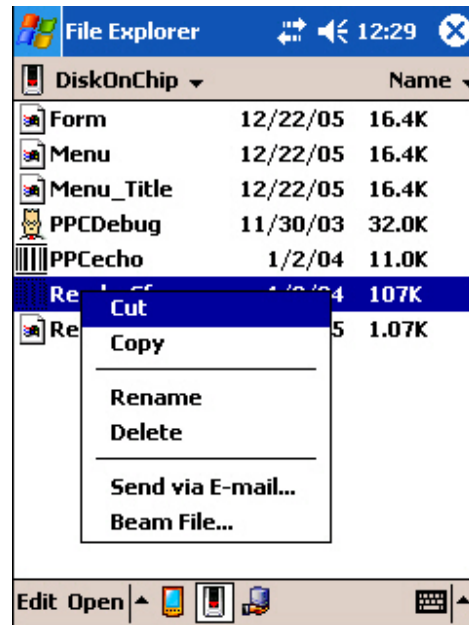 File Explorer 12:29
DiskOnChip Name
Form 12/22/05 16.4K
Menu 12/22/05 16.4K
Menu_Title 12/22/05 16.4K
PPCDebug 11/30/03 32.0K
PPCecho 1/2/04 11.0K
107K
Re 5 1.07K
Cut
Copy
Rename
Delete
Send via E-mail...
Beam File...
Edit Open